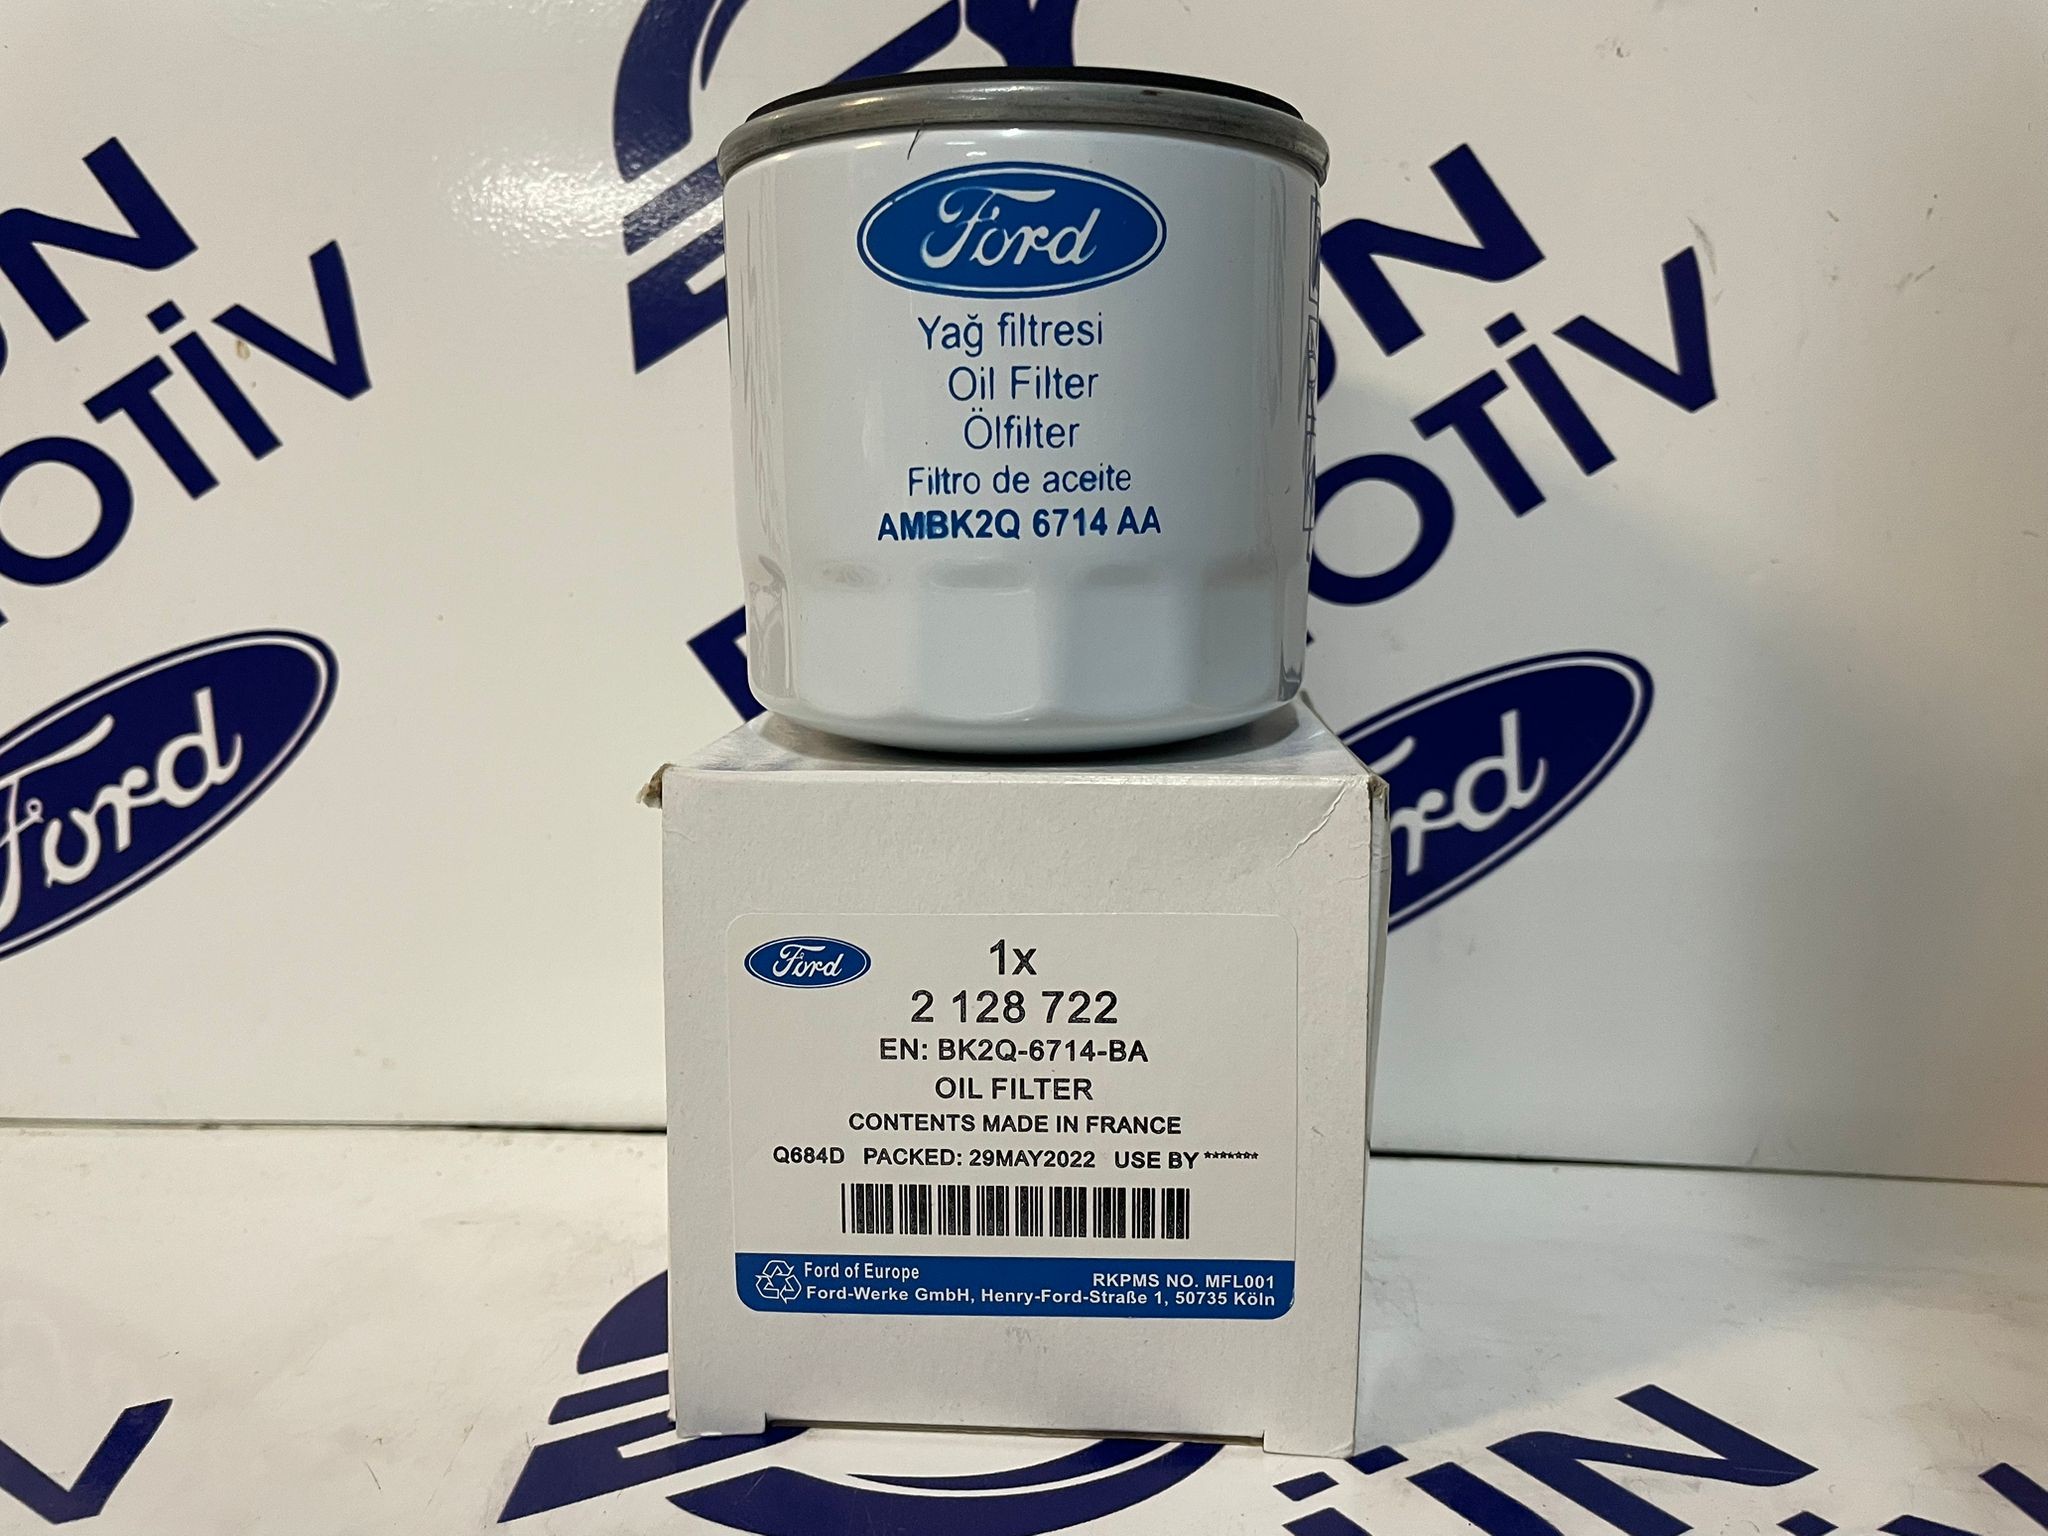 Ford
Yağ filtresi
Oil Filter
Ölfilter
Filtro de aceite
AMBK2Q 6714 AA
Ford
1x
2 128 722
EN: BK2Q-6714-BA
OIL FILTER
CONTENTS MADE IN FRANCE
Q684D PACKED: 29MAY2022 USE BY *******
Ford of Europe
RKPMS NO. MFL001
Ford-Werke GmbH, Henry-Ford-Straße 1, 50735 Köln
Ford